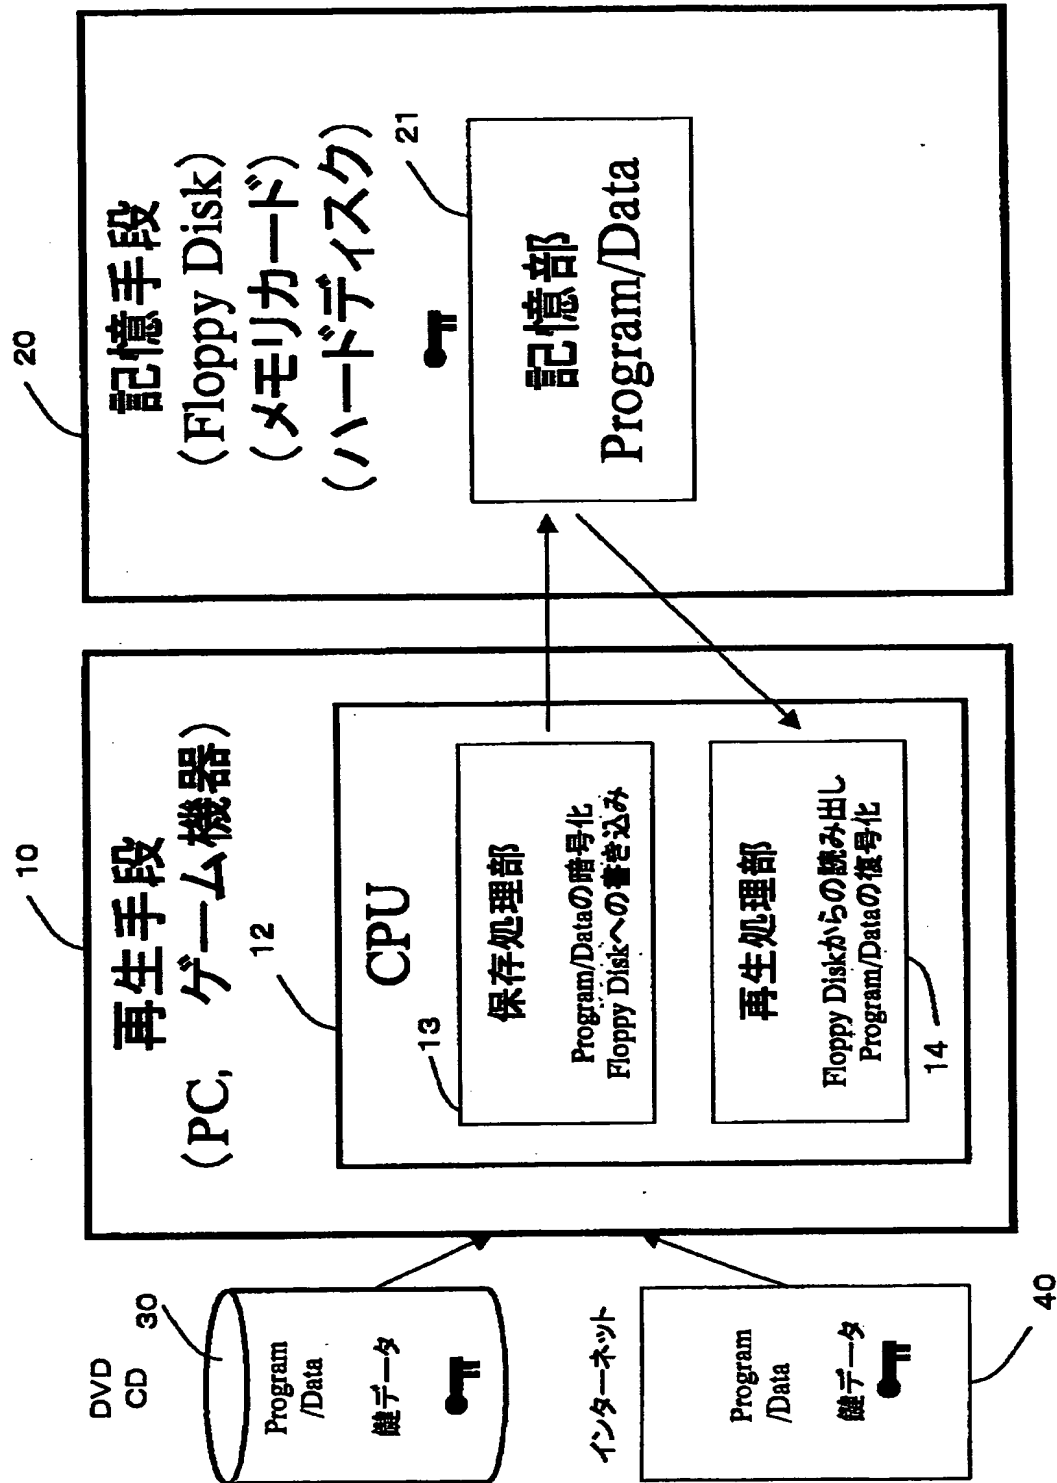 DVD
CD
30
Program
/Data
鍵データ
インターネット
Program
/Data
鍵データ
40
10
再生手段
(PC, ゲーム機器)
12
CPU
13
保存処理部
Program/Dataの暗号化
Floppy Diskへの書き込み
再生処理部
Floppy Diskからの読み出し
Program/Dataの復号化
14
20
記憶手段
(Floppy Disk)
(メモリカード)
(ハードディスク)
21
記憶部
Program/Data